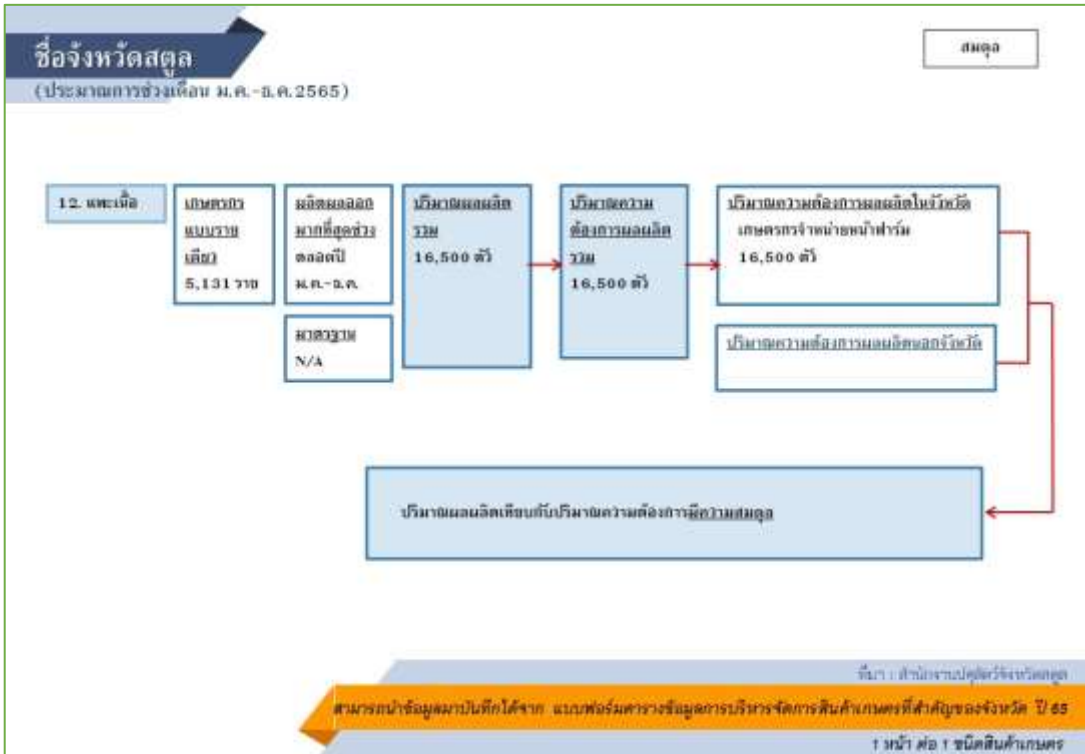 ชื่อจังหวัดสตูล
(ประมาณการช่วงเดือน ม.ค.-ธ.ค.2565)
สมดุล
12. แพะเนื้อ
เกษตรกร
แบบราย
เดียว
5,131 ราย
ผลิตผลออก
มากที่สุดช่วง
ตลอดปี
ม.ค.-ธ.ค.
มาตรฐาน
N/A
ปริมาณผลผลิต
รวม
16,500 ตัว
ปริมาณความ
ต้องการผลผลิต
รวม
16,500 ตัว
ปริมาณความต้องการผลผลิตในจังหวัด
เกษตรกรจำหน่ายหน้าฟาร์ม
16,500 ตัว
ปริมาณความต้องการผลผลิตนอกจังหวัด
ปริมาณผลผลิตเทียบกับปริมาณความต้องการมีความสมดุล
ที่มา : สำนักงานปศุสัตว์จังหวัดสตูล
สามารถนำข้อมูลมาบันทึกได้จาก แบบฟอร์มตารางข้อมูลการบริหารจัดการสินค้าเกษตรที่สำคัญของจังหวัด ปี 65
1 หน้า ต่อ 1 ชนิดสินค้าเกษตร